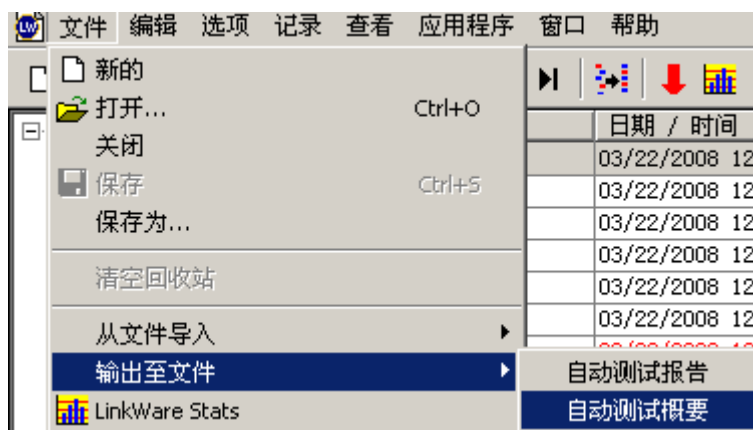 LW 文件 编辑 选项 记录 查看 应用程序 窗口 帮助
新的
打开... Ctrl+O
关闭
保存 Ctrl+S
保存为...
清空回收站
从文件导入
输出至文件
LinkWare Stats
自动测试报告
自动测试概要
日期 / 时间
03/22/2008 12
03/22/2008 12
03/22/2008 12
03/22/2008 12
03/22/2008 12
03/22/2008 12